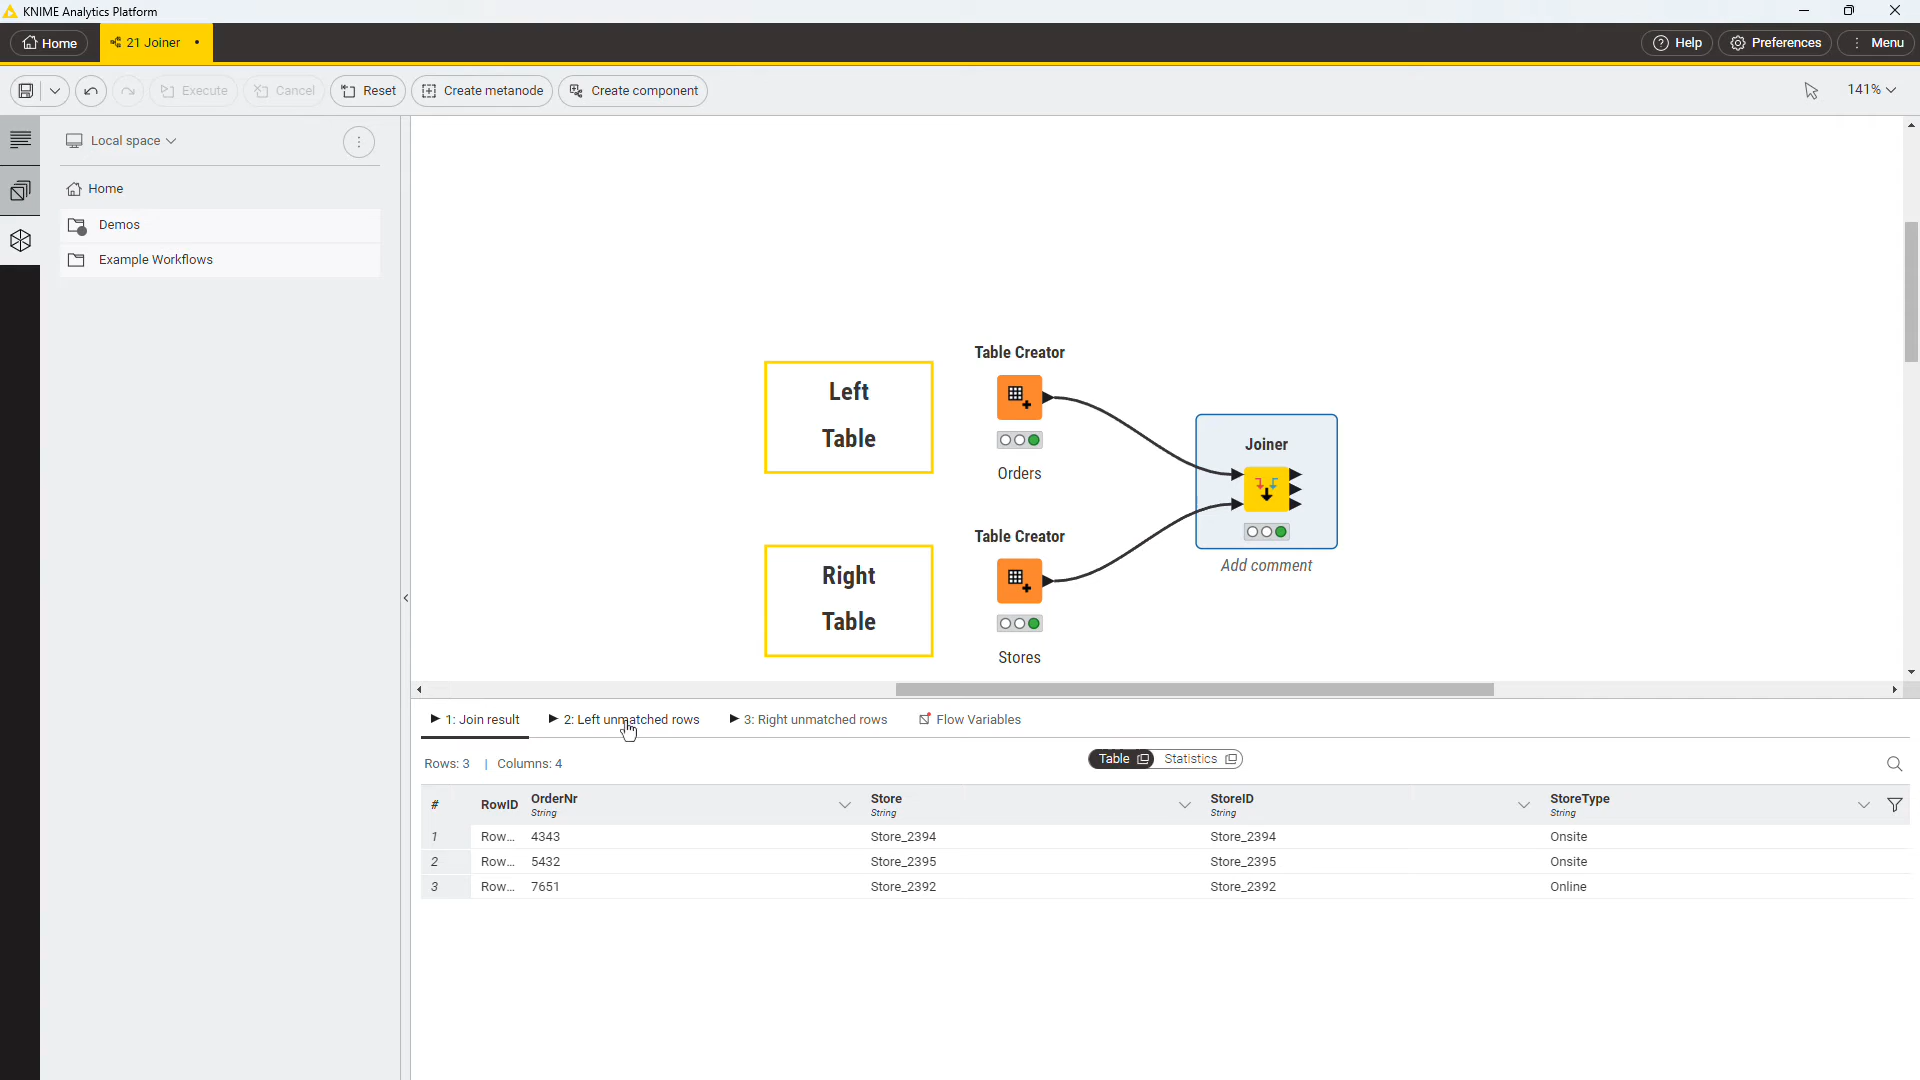 KNIME Analytics Platform
Home
21 Joiner
Help
Preferences
Menu
Execute
Cancel
Reset
Create metanode
Create component
141%
Local space
Home
Demos
Example Workflows
Table Creator
Left
Table
Orders
Joiner
Add comment
Table Creator
Right
Table
Stores
1: Join result
2: Left unmatched rows
3: Right unmatched rows
Flow Variables
Rows: 3 | Columns: 4
Table
Statistics
# RowID OrderNr Store StoreID StoreType
String String String String
1 Row... 4343 Store_2394 Store_2394 Onsite
2 Row... 5432 Store_2395 Store_2395 Onsite
3 Row... 7651 Store_2392 Store_2392 Online